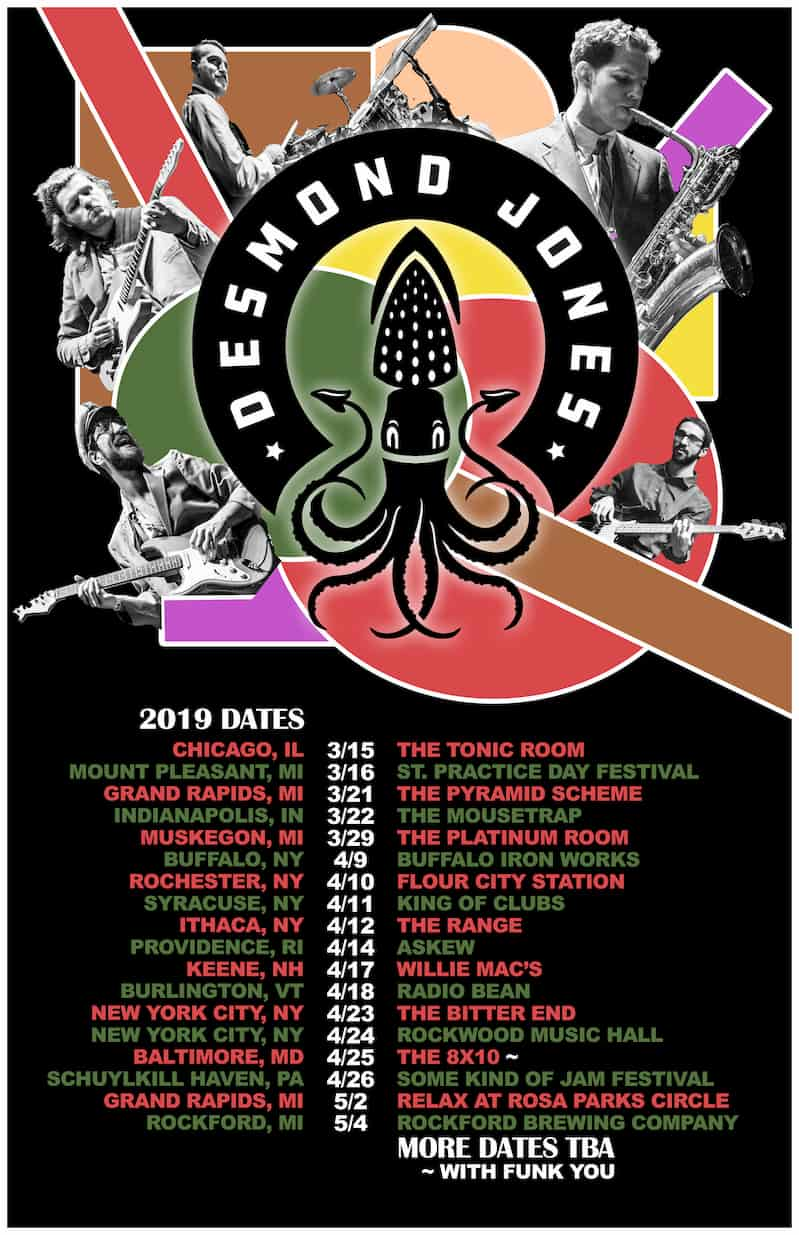 DESMOND JONES
2019 DATES
CHICAGO, IL 3/15 THE TONIC ROOM
MOUNT PLEASANT, MI 3/16 ST. PRACTICE DAY FESTIVAL
GRAND RAPIDS, MI 3/21 THE PYRAMID SCHEME
INDIANAPOLIS, IN 3/22 THE MOUSETRAP
MUSKEGON, MI 3/29 THE PLATINUM ROOM
BUFFALO, NY 4/9 BUFFALO IRON WORKS
ROCHESTER, NY 4/10 FLOUR CITY STATION
SYRACUSE, NY 4/11 KING OF CLUBS
ITHACA, NY 4/12 THE RANGE
PROVIDENCE, RI 4/14 ASKEW
KEENE, NH 4/17 WILLIE MAC'S
BURLINGTON, VT 4/18 RADIO BEAN
NEW YORK CITY, NY 4/23 THE BITTER END
NEW YORK CITY, NY 4/24 ROCKWOOD MUSIC HALL
BALTIMORE, MD 4/25 THE 8X10 ~
SCHUYLKILL HAVEN, PA 4/26 SOME KIND OF JAM FESTIVAL
GRAND RAPIDS, MI 5/2 RELAX AT ROSA PARKS CIRCLE
ROCKFORD, MI 5/4 ROCKFORD BREWING COMPANY
MORE DATES TBA
~ WITH FUNK YOU